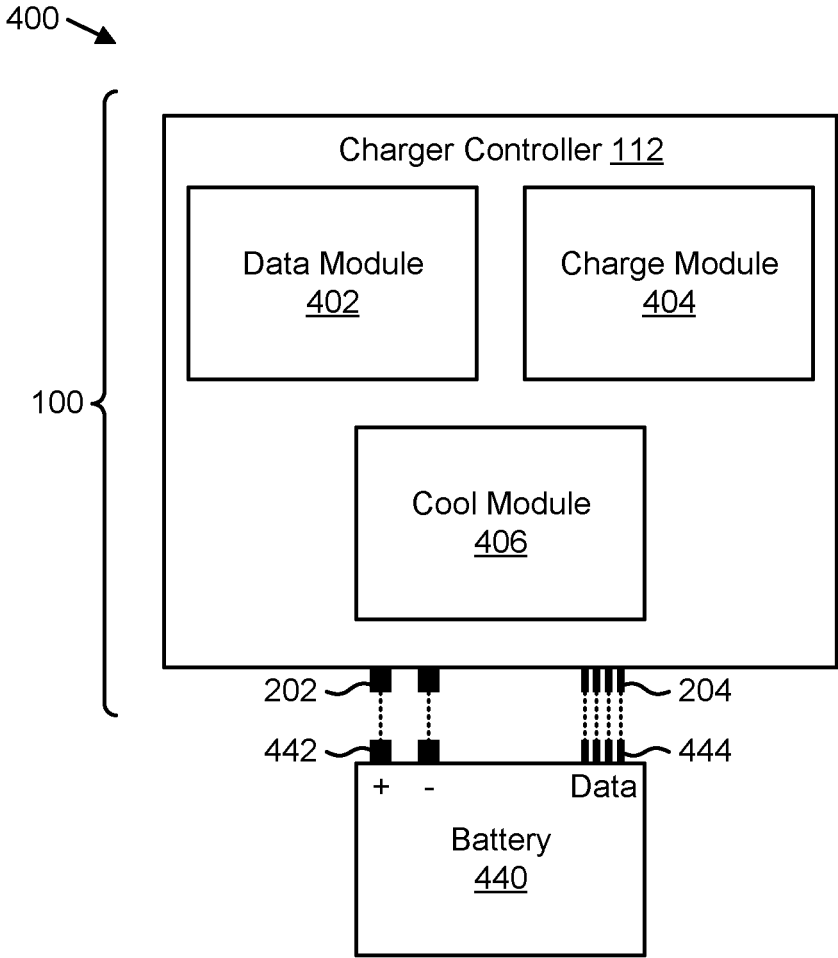 400
Charger Controller 112
Data Module
402
Charge Module
404
100
Cool Module
406
202
204
442
444
+ - Data
Battery
440